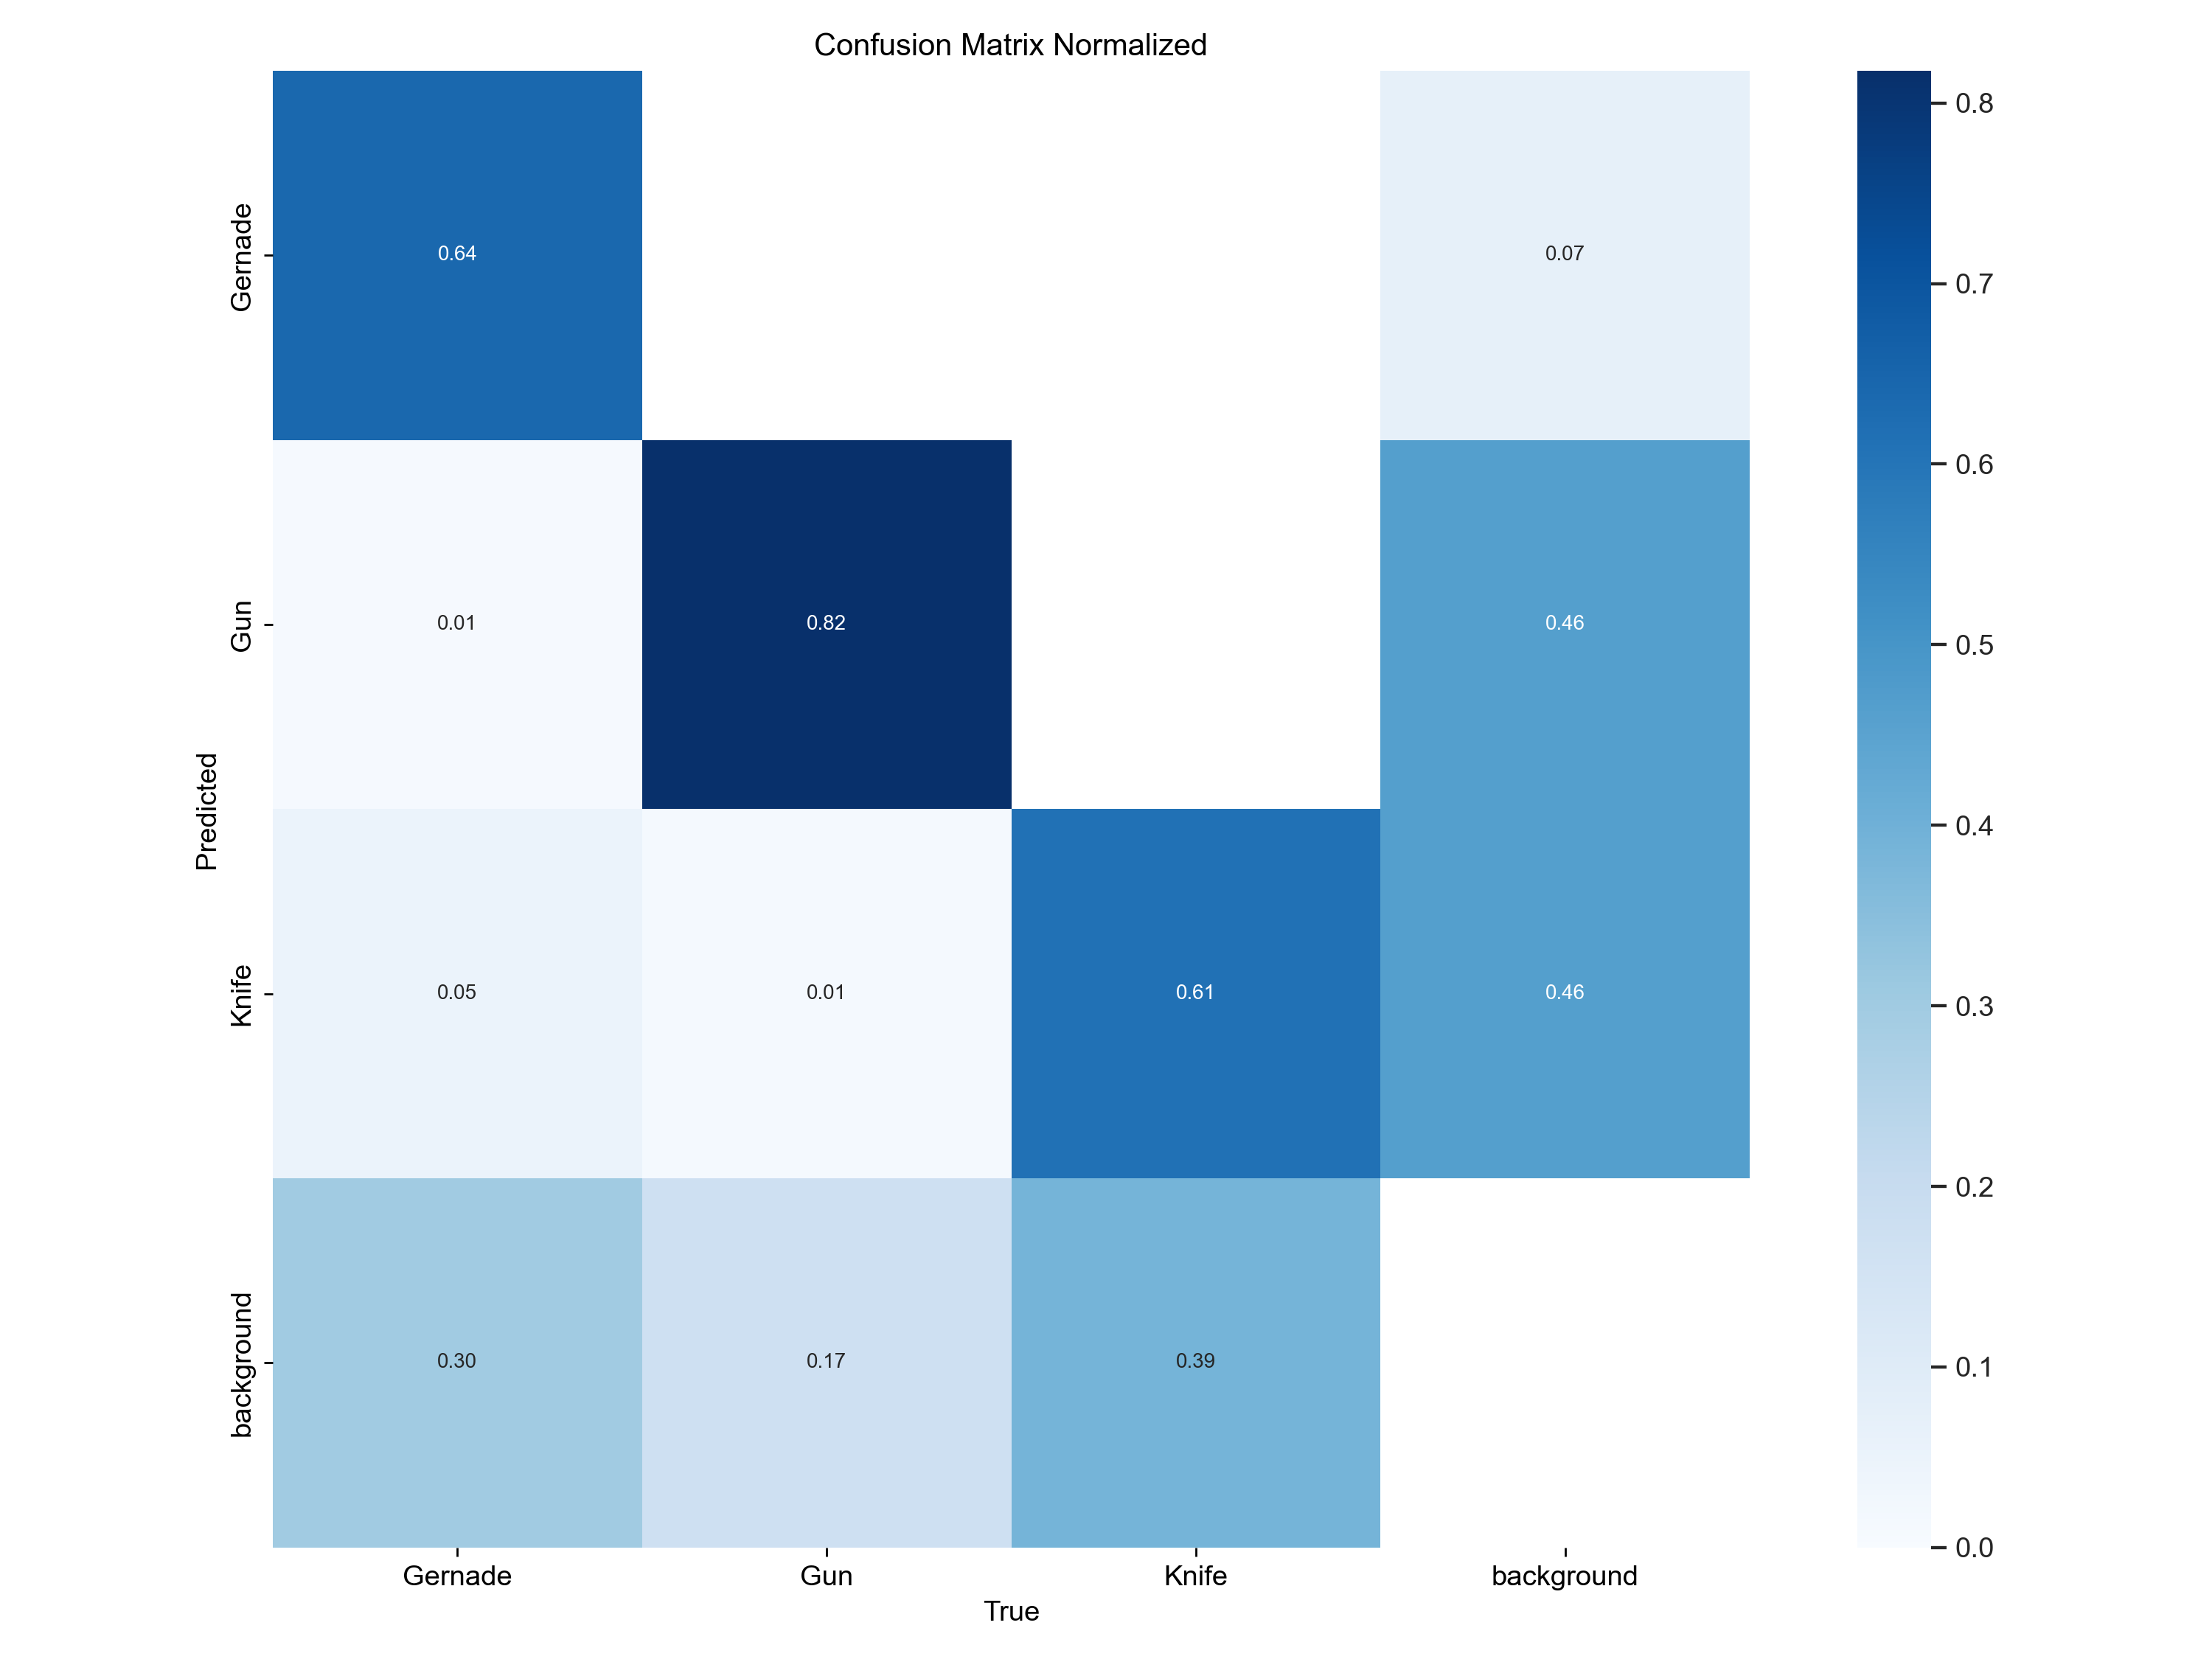 Confusion Matrix Normalized
Gernade
0.64
0.07
Gun
0.01
0.82
0.46
Knife
0.05
0.01
0.61
0.46
background
0.30
0.17
0.39
Predicted
Gernade
Gun
Knife
background
True
0.8
0.7
0.6
0.5
0.4
0.3
0.2
0.1
0.0